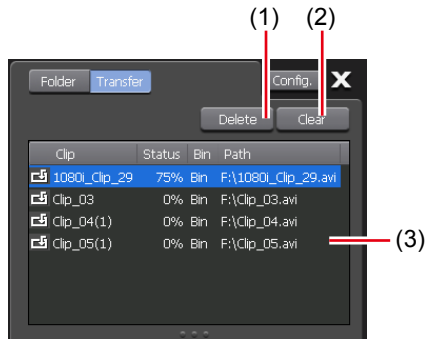 (1) (2)
Folder Transfer Config. X
Delete Clear
Clip Status Bin Path
1080i_Clip_29 75% Bin F:\1080i_Clip_29.avi
Clip_03 0% Bin F:\Clip_03.avi
Clip_04(1) 0% Bin F:\Clip_04.avi
Clip_05(1) 0% Bin F:\Clip_05.avi
(3)